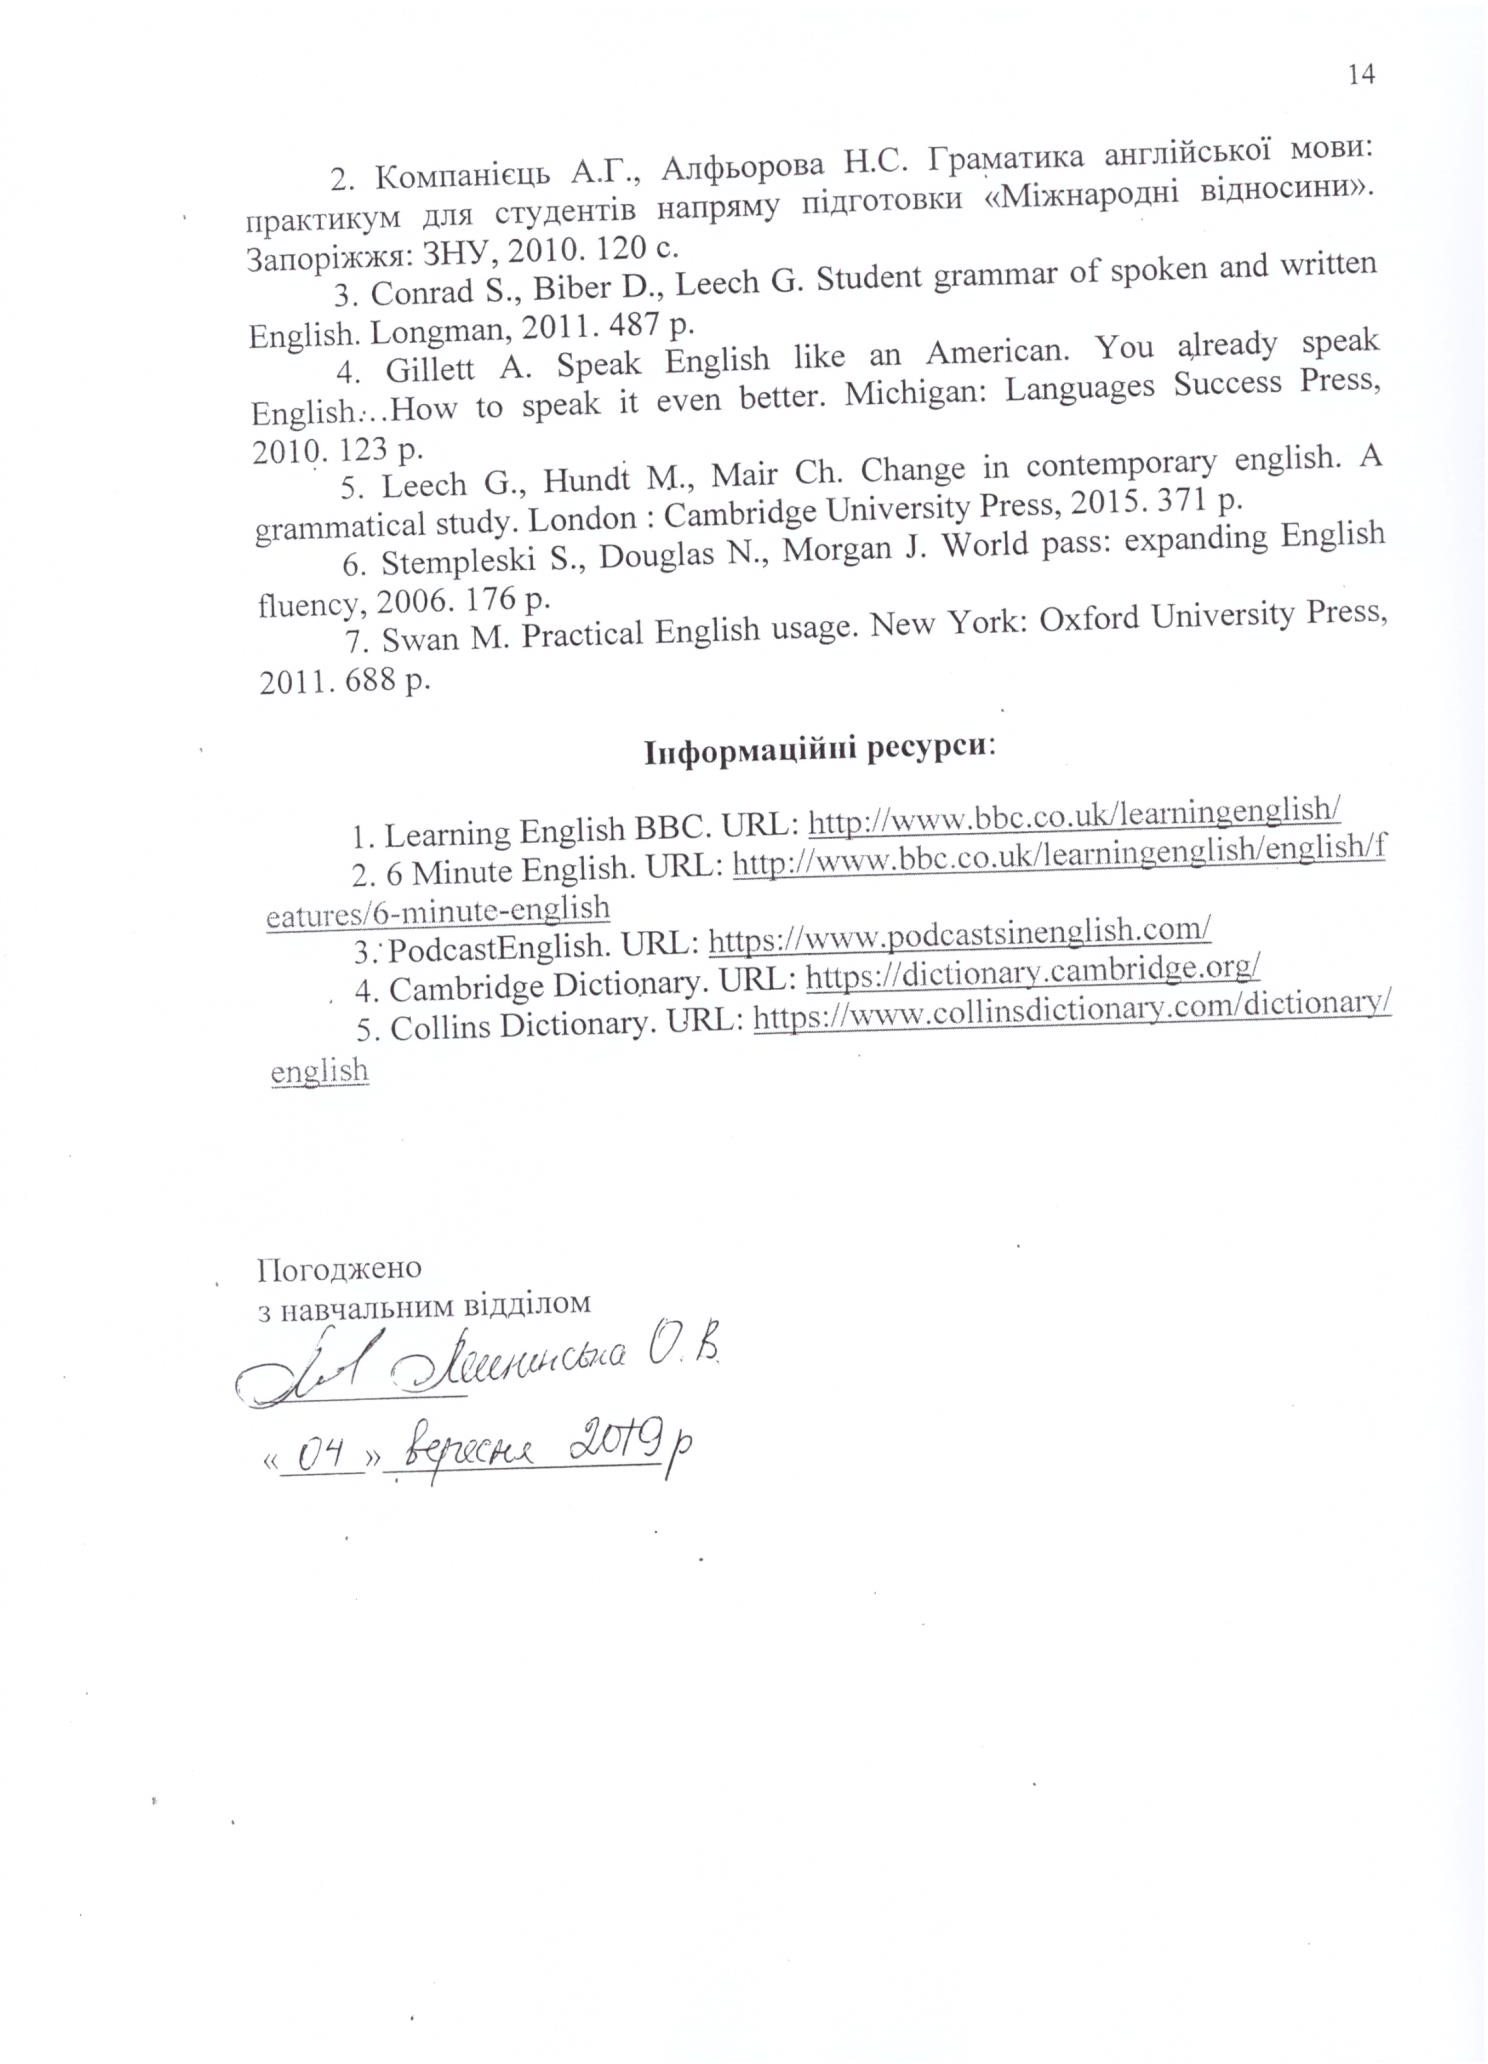 14
2. Компанієць А.Г., Алфьорова Н.С. Граматика англійської мови:
практикум для студентів напряму підготовки «Міжнародні відносини».
Запоріжжя: ЗНУ, 2010. 120 с.
3. Conrad S., Biber D., Leech G. Student grammar of spoken and written
English. Longman, 2011. 487 p.
4. Gillett A. Speak English like an American. You already speak
English…How to speak it even better. Michigan: Languages Success Press,
2010. 123 p.
5. Leech G., Hundt M., Mair Ch. Change in contemporary english. A
grammatical study. London : Cambridge University Press, 2015. 371 p.
6. Stempleski S., Douglas N., Morgan J. World pass: expanding English
fluency, 2006. 176 p.
7. Swan M. Practical English usage. New York: Oxford University Press,
2011. 688 p.
Інформаційні ресурси:
1. Learning English BBC. URL: http://www.bbc.co.uk/learningenglish/
2. 6 Minute English. URL: http://www.bbc.co.uk/learningenglish/english/f
eatures/6-minute-english
3. PodcastEnglish. URL: https://www.podcastsinenglish.com/
4. Cambridge Dictionary. URL: https://dictionary.cambridge.org/
5. Collins Dictionary. URL: https://www.collinsdictionary.com/dictionary/
english
Погоджено
з навчальним відділом
О.В.
«04» вересня 2019р